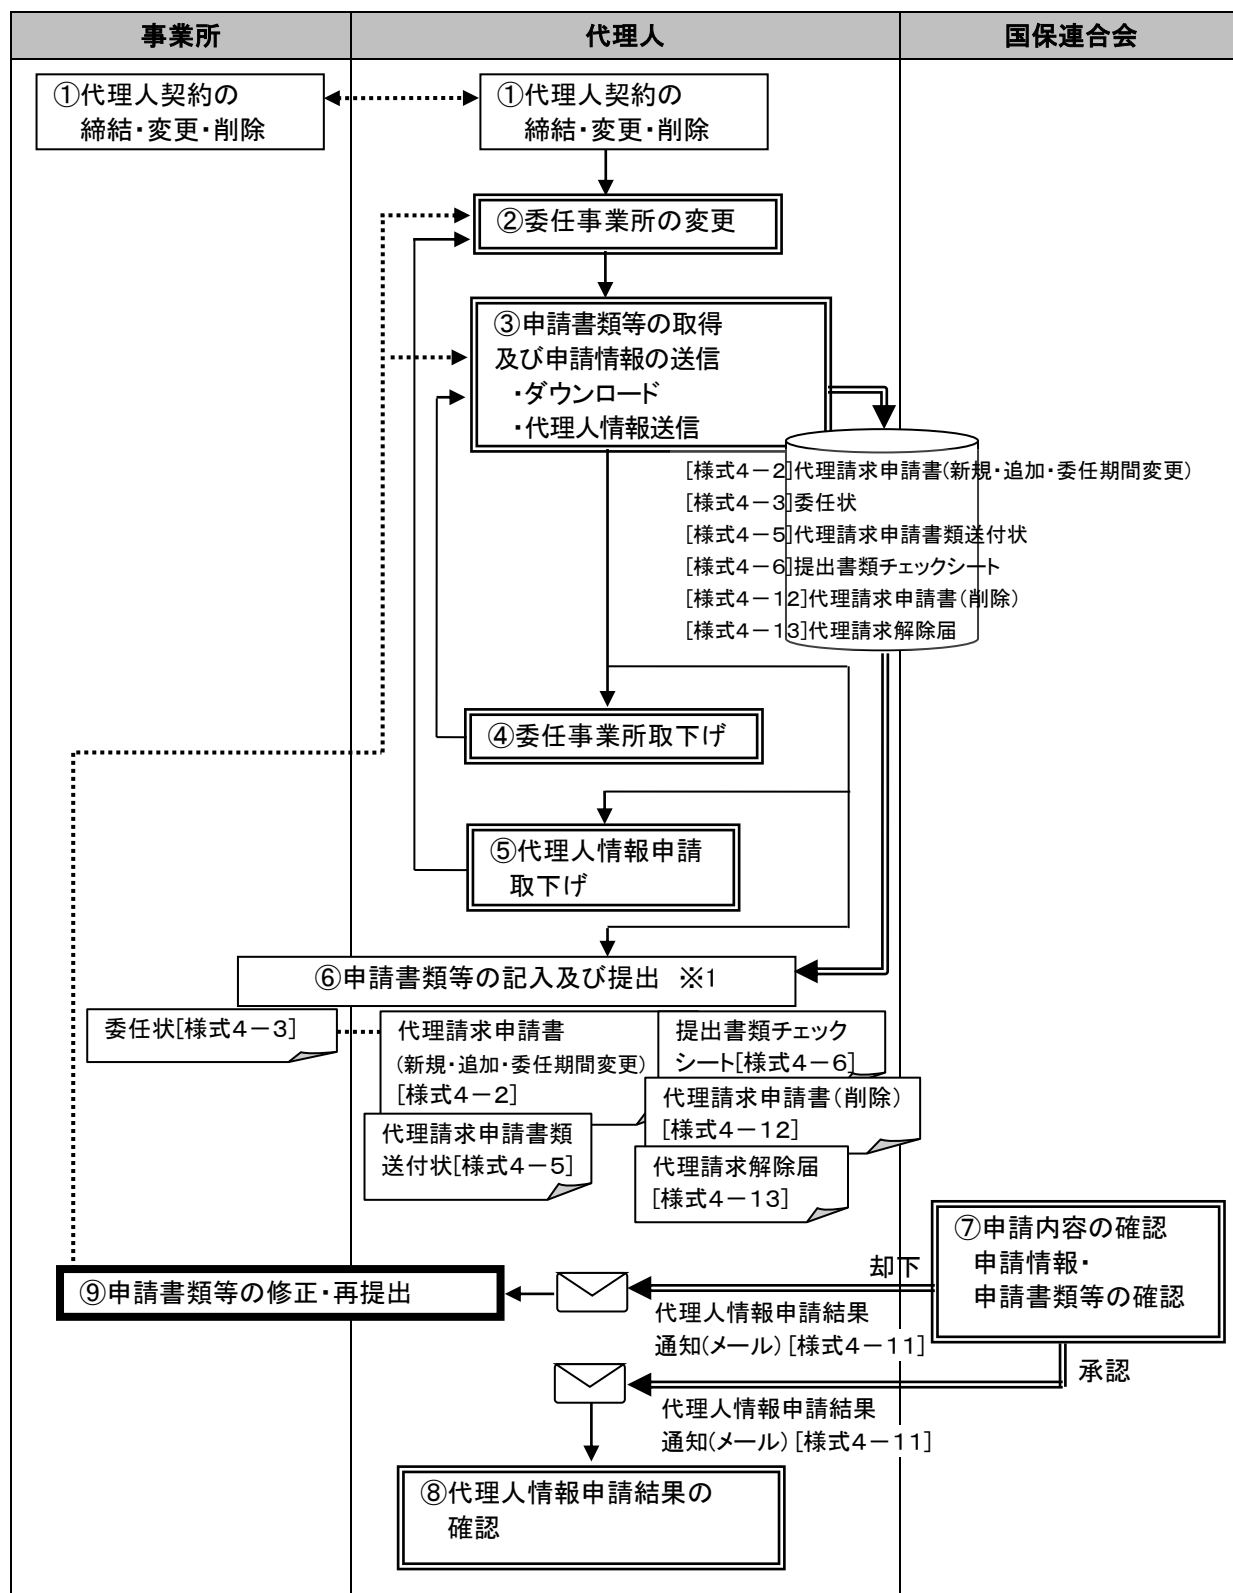 事業所
代理人
国保連合会
①代理人契約の
締結・変更・削除
①代理人契約の
締結・変更・削除
②委任事業所の変更
③申請書類等の取得
及び申請情報の送信
・ダウンロード
・代理人情報送信
[様式4－2]代理請求申請書(新規・追加・委任期間変更)
[様式4－3]委任状
[様式4－5]代理請求申請書類送付状
[様式4－6]提出書類チェックシート
[様式4－12]代理請求申請書(削除)
[様式4－13]代理請求解除届
④委任事業所取下げ
⑤代理人情報申請
取下げ
⑥申請書類等の記入及び提出 ※1
委任状[様式4－3]
代理請求申請書
(新規・追加・委任期間変更)
[様式4－2]
提出書類チェック
シート[様式4－6]
代理請求申請書類
送付状[様式4－5]
代理請求申請書(削除)
[様式4－12]
代理請求解除届
[様式4－13]
⑦申請内容の確認
申請情報・
申請書類等の確認
却下
⑨申請書類等の修正・再提出
代理人情報申請結果
通知(メール)[様式4－11]
承認
代理人情報申請結果
通知(メール)[様式4－11]
⑧代理人情報申請結果の
確認